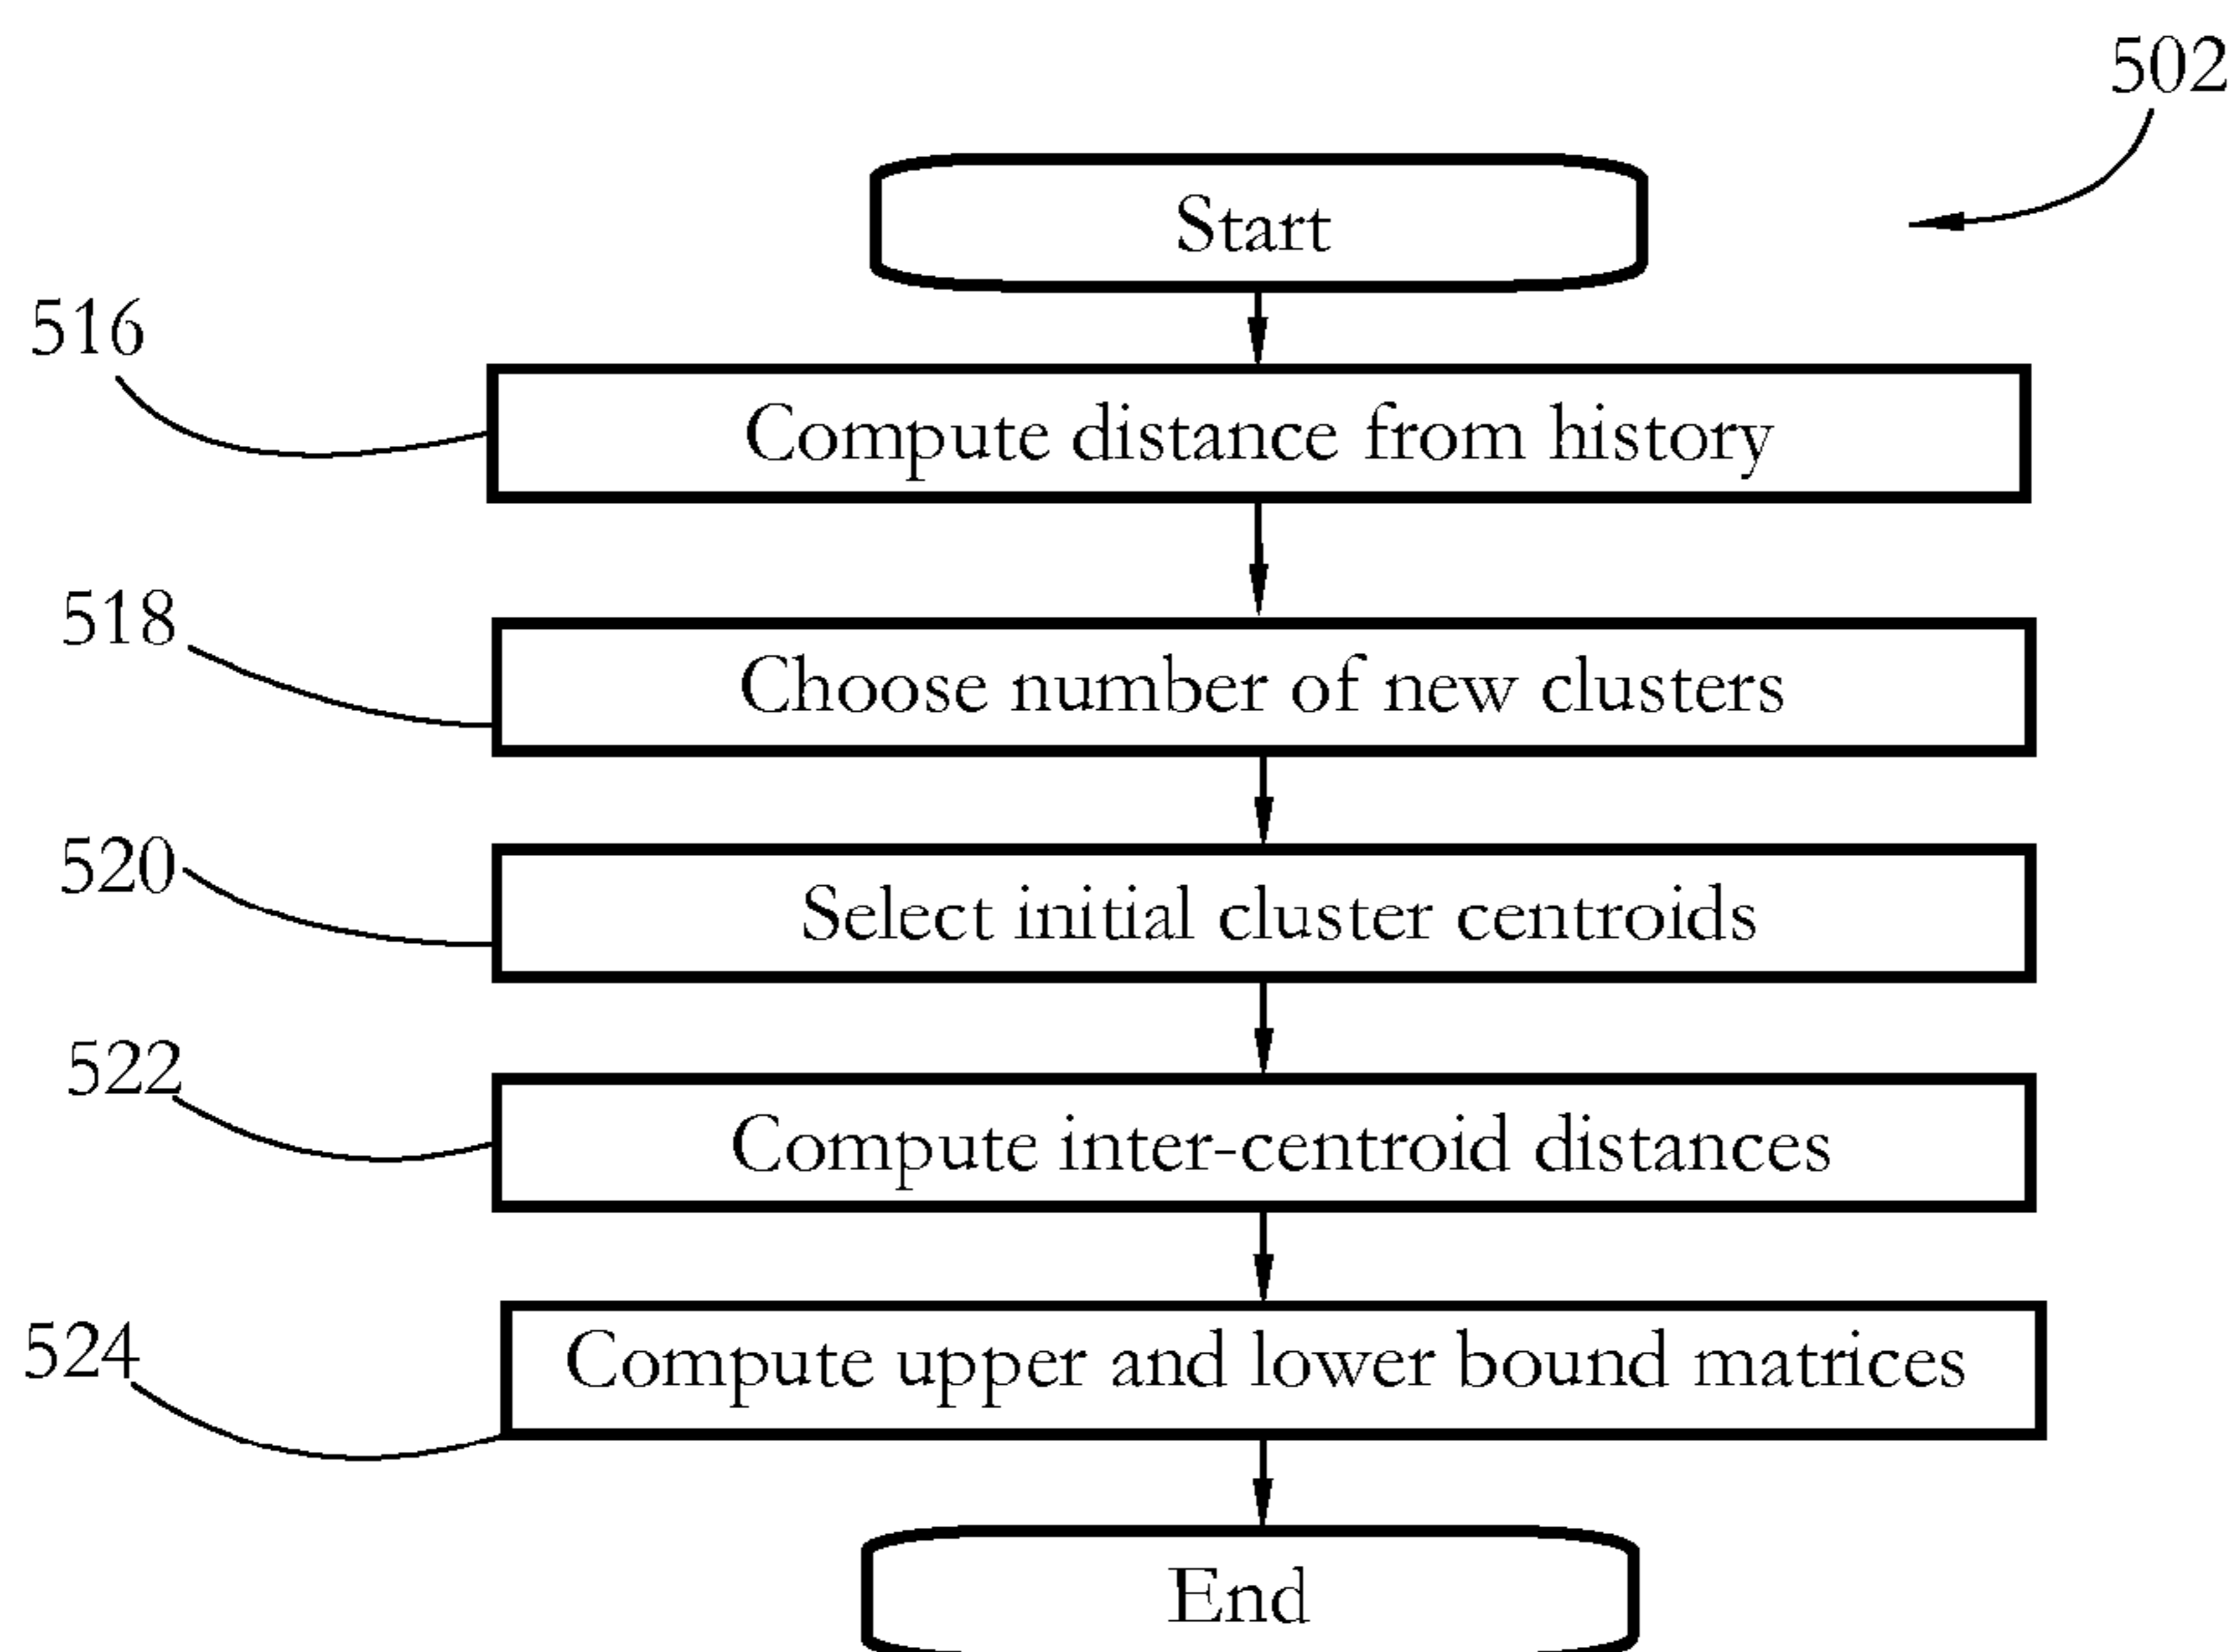 502
Start
516
Compute distance from history
518
Choose number of new clusters
520
Select initial cluster centroids
522
Compute inter-centroid distances
524
Compute upper and lower bound matrices
End